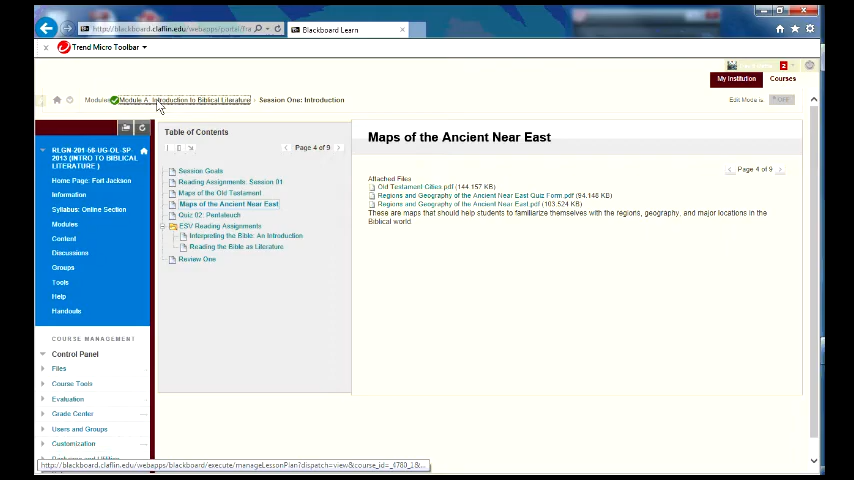 http://blackboard.claflin.edu/webapps/portal/fra
Blackboard Learn
x
Trend Micro Toolbar
2
My Institution
Courses
Modules
Module A: Introduction to Biblical Literature
Session One: Introduction
Edit Mode is:
OFF
RLGN-201-56-UG-OL-SP
2013 (INTRO TO BIBLICAL
LITERATURE )
Home Page: Fort Jackson
Information
Syllabus: Online Section
Modules
Content
Discussions
Groups
Tools
Help
Handouts
COURSE MANAGEMENT
Control Panel
Files
Course Tools
Evaluation
Grade Center
Users and Groups
Customization
Packages and Utilities
Table of Contents
Page 4 of 9
Session Goals
Reading Assignments: Session 01
Maps of the Old Testament
Maps of the Ancient Near East
Quiz 02: Pentateuch
ESV Reading Assignments
Interpreting the Bible: An Introduction
Reading the Bible as Literature
Review One
Maps of the Ancient Near East
Page 4 of 9
Attached Files
Old Testament Cities.pdf (144.157 KB)
Regions and Geography of the Ancient Near East Quiz Form.pdf (94.148 KB)
Regions and Geography of the Ancient Near East.pdf (103.524 KB)
These are maps that should help students to familiarize themselves with the regions, geography, and major locations in the
Biblical world.
http://blackboard.claflin.edu/webapps/blackboard/execute/manageLessonPlan?dispatch=view&course_id=_4780_1&...